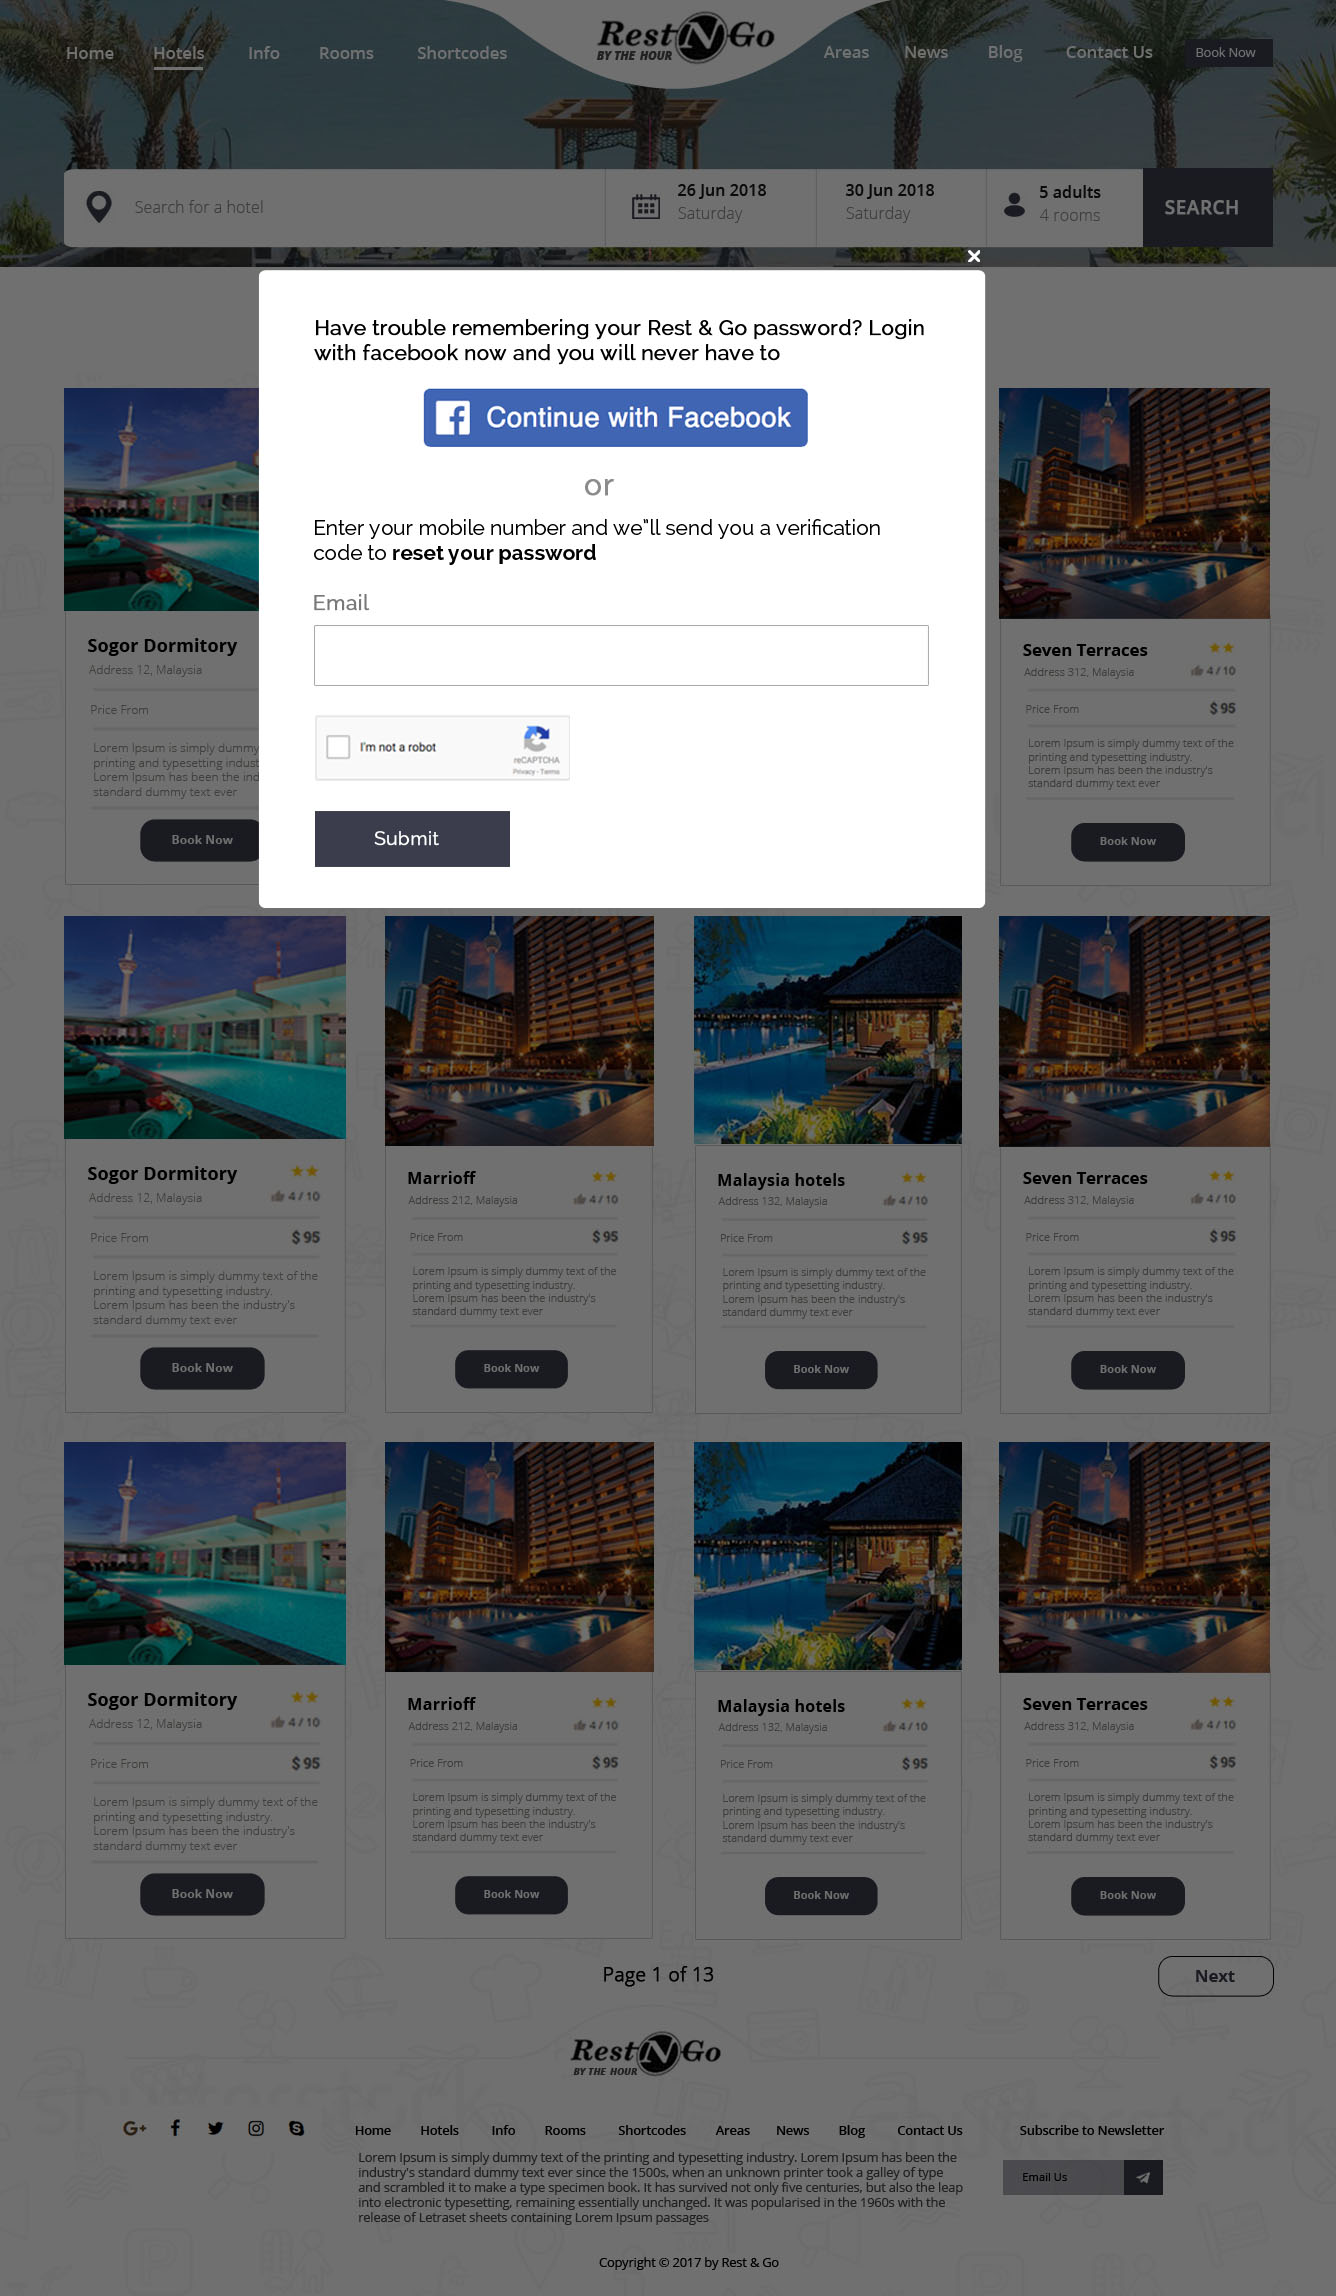 Home Hotels Info Rooms Shortcodes Rest N Go Areas News Blog Contact Us Book Now
BY THE HOUR
Search for a hotel 26 Jun 2018 30 Jun 2018 5 adults SEARCH
Saturday Saturday 4 rooms
Have trouble remembering your Rest & Go password? Login
with facebook now and you will never have to
Continue with Facebook
or
Enter your mobile number and we"ll send you a verification
code to reset your password
Email
I'm not a robot
reCAPTCHA
Privacy - Terms
Submit
Sogor Dormitory
Address 12, Malaysia
Price From
Lorem Ipsum is simply dummy
printing and typesetting indust
Lorem Ipsum has been the ind
standard dummy text ever
Book Now
Seven Terraces
Address 312, Malaysia 4 / 10
Price From $ 95
Lorem Ipsum is simply dummy text of the
printing and typesetting industry.
Lorem Ipsum has been the industry's
standard dummy text ever
Book Now
Sogor Dormitory
Address 12, Malaysia 4 / 10
Price From $ 95
Lorem Ipsum is simply dummy text of the
printing and typesetting industry.
Lorem Ipsum has been the industry's
standard dummy text ever
Book Now
Marrioff
Address 212, Malaysia 4 / 10
Price From $ 95
Lorem Ipsum is simply dummy text of the
printing and typesetting industry.
Lorem Ipsum has been the industry's
standard dummy text ever
Book Now
Malaysia hotels
Address 132, Malaysia 4 / 10
Price From $ 95
Lorem Ipsum is simply dummy text of the
printing and typesetting industry.
Lorem Ipsum has been the industry's
standard dummy text ever
Book Now
Seven Terraces
Address 312, Malaysia 4 / 10
Price From $ 95
Lorem Ipsum is simply dummy text of the
printing and typesetting industry.
Lorem Ipsum has been the industry's
standard dummy text ever
Book Now
Sogor Dormitory
Address 12, Malaysia 4 / 10
Price From $ 95
Lorem Ipsum is simply dummy text of the
printing and typesetting industry.
Lorem Ipsum has been the industry's
standard dummy text ever
Book Now
Marrioff
Address 212, Malaysia 4 / 10
Price From $ 95
Lorem Ipsum is simply dummy text of the
printing and typesetting industry.
Lorem Ipsum has been the industry's
standard dummy text ever
Book Now
Malaysia hotels
Address 132, Malaysia 4 / 10
Price From $ 95
Lorem Ipsum is simply dummy text of the
printing and typesetting industry.
Lorem Ipsum has been the industry's
standard dummy text ever
Book Now
Seven Terraces
Address 312, Malaysia 4 / 10
Price From $ 95
Lorem Ipsum is simply dummy text of the
printing and typesetting industry.
Lorem Ipsum has been the industry's
standard dummy text ever
Book Now
Page 1 of 13 Next
Rest N Go
BY THE HOUR
G+ Home Hotels Info Rooms Shortcodes Areas News Blog Contact Us Subscribe to Newsletter
Lorem Ipsum is simply dummy text of the printing and typesetting industry. Lorem Ipsum has been the
industry's standard dummy text ever since the 1500s, when an unknown printer took a galley of type
and scrambled it to make a type specimen book. It has survived not only five centuries, but also the leap
into electronic typesetting, remaining essentially unchanged. It was popularised in the 1960s with the
release of Letraset sheets containing Lorem Ipsum passages
Email Us
Copyright © 2017 by Rest & Go